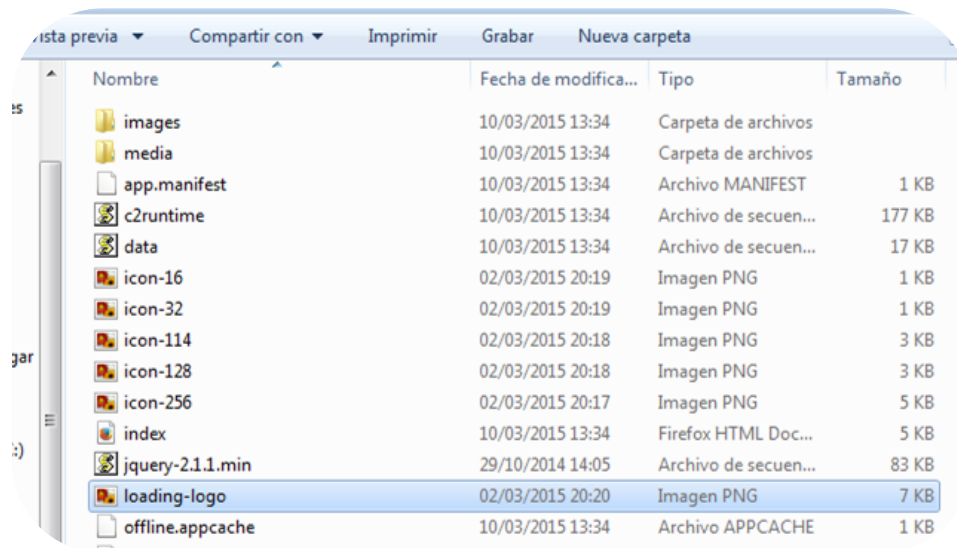 ista previa Compartir con Imprimir Grabar Nueva carpeta
Nombre Fecha de modifica... Tipo Tamaño
images 10/03/2015 13:34 Carpeta de archivos
media 10/03/2015 13:34 Carpeta de archivos
app.manifest 10/03/2015 13:34 Archivo MANIFEST 1 KB
c2runtime 10/03/2015 13:34 Archivo de secuen... 177 KB
data 10/03/2015 13:34 Archivo de secuen... 17 KB
icon-16 02/03/2015 20:19 Imagen PNG 1 KB
icon-32 02/03/2015 20:19 Imagen PNG 1 KB
icon-114 02/03/2015 20:18 Imagen PNG 3 KB
gar
icon-128 02/03/2015 20:18 Imagen PNG 3 KB
icon-256 02/03/2015 20:17 Imagen PNG 5 KB
index 10/03/2015 13:34 Firefox HTML Doc... 5 KB
:)
jquery-2.1.1.min 29/10/2014 14:05 Archivo de secuen... 83 KB
loading-logo 02/03/2015 20:20 Imagen PNG 7 KB
offline.appcache 10/03/2015 13:34 Archivo APPCACHE 1 KB